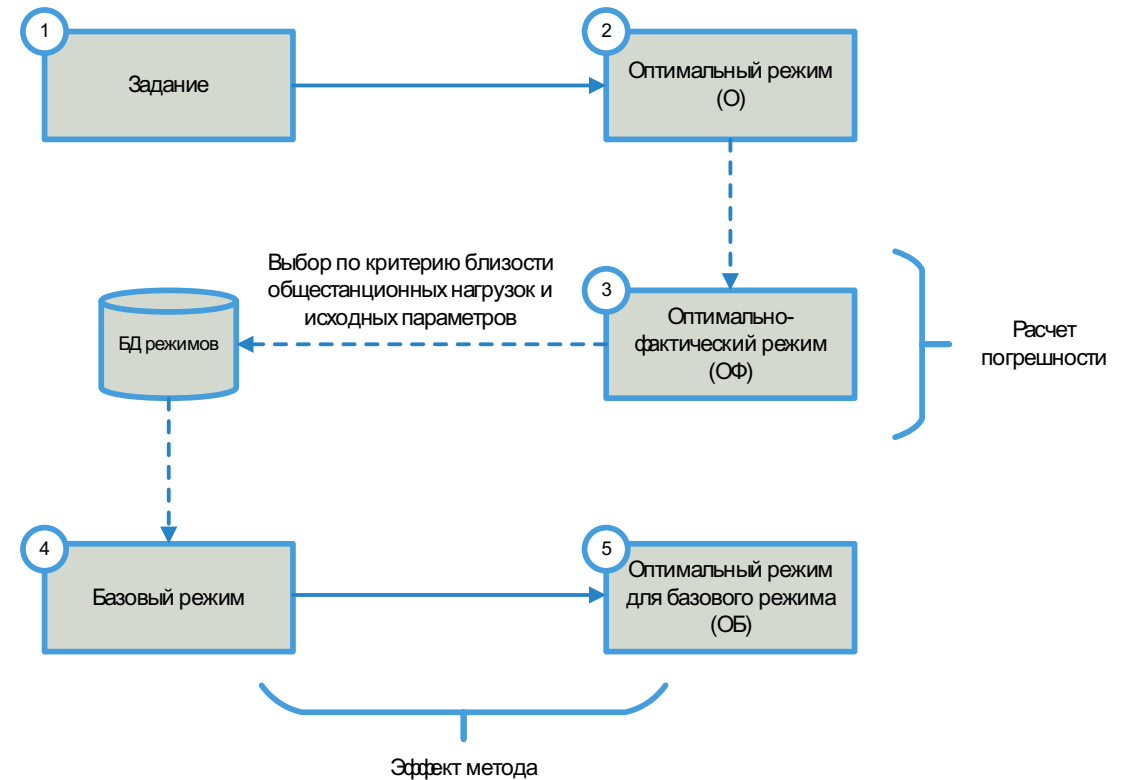 1
Задание
2
Оптимальный режим
(О)
Выбор по критерию близости
общестанционных нагрузок и
исходных параметров
БД режимов
3
Оптимально-
фактический режим
(ОФ)
Расчет
погрешности
4
Базовый режим
5
Оптимальный режим
для базового режима
(ОБ)
Эффект метода